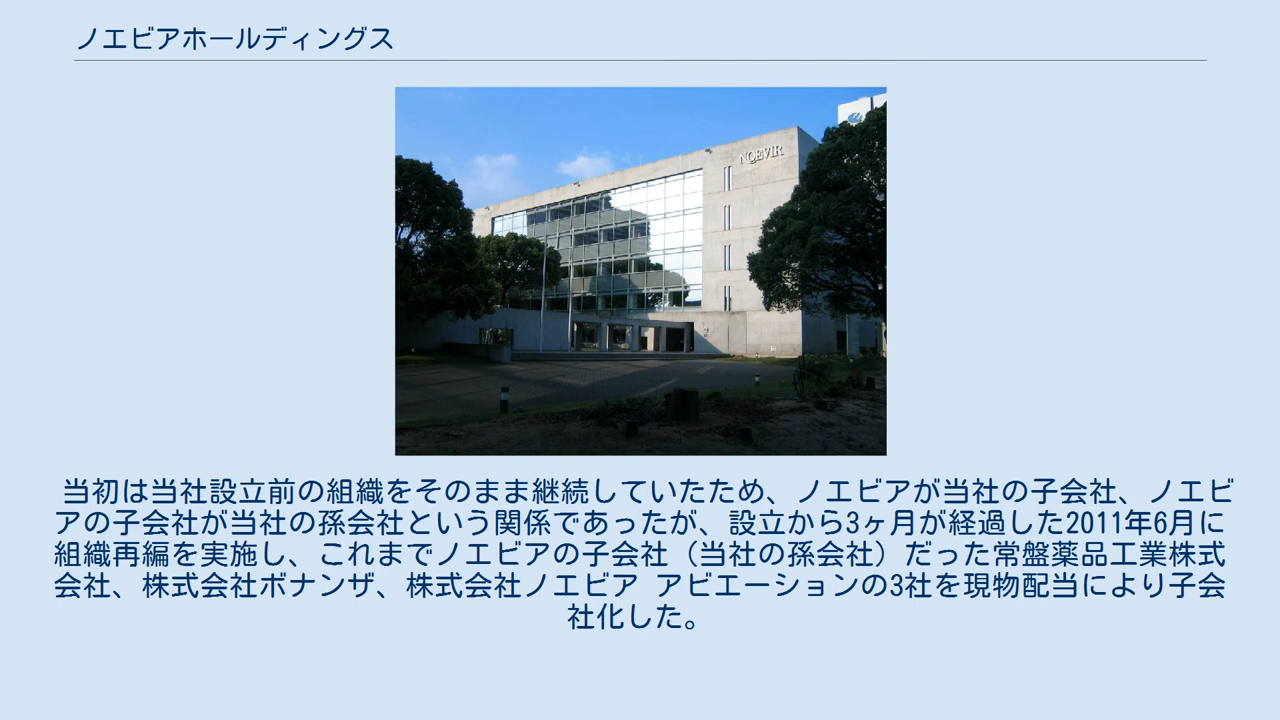 ノエビアホールディングス
NOEVIR
当初は当社設立前の組織をそのまま継続していたため、ノエビアが当社の子会社、ノエビ
アの子会社が当社の孫会社という関係であったが、設立から3ヶ月が経過した2011年6月に
組織再編を実施し、これまでノエビアの子会社（当社の孫会社）だった常盤薬品工業株式
会社、株式会社ボナンザ、株式会社ノエビア アビエーションの3社を現物配当により子会
社化した。